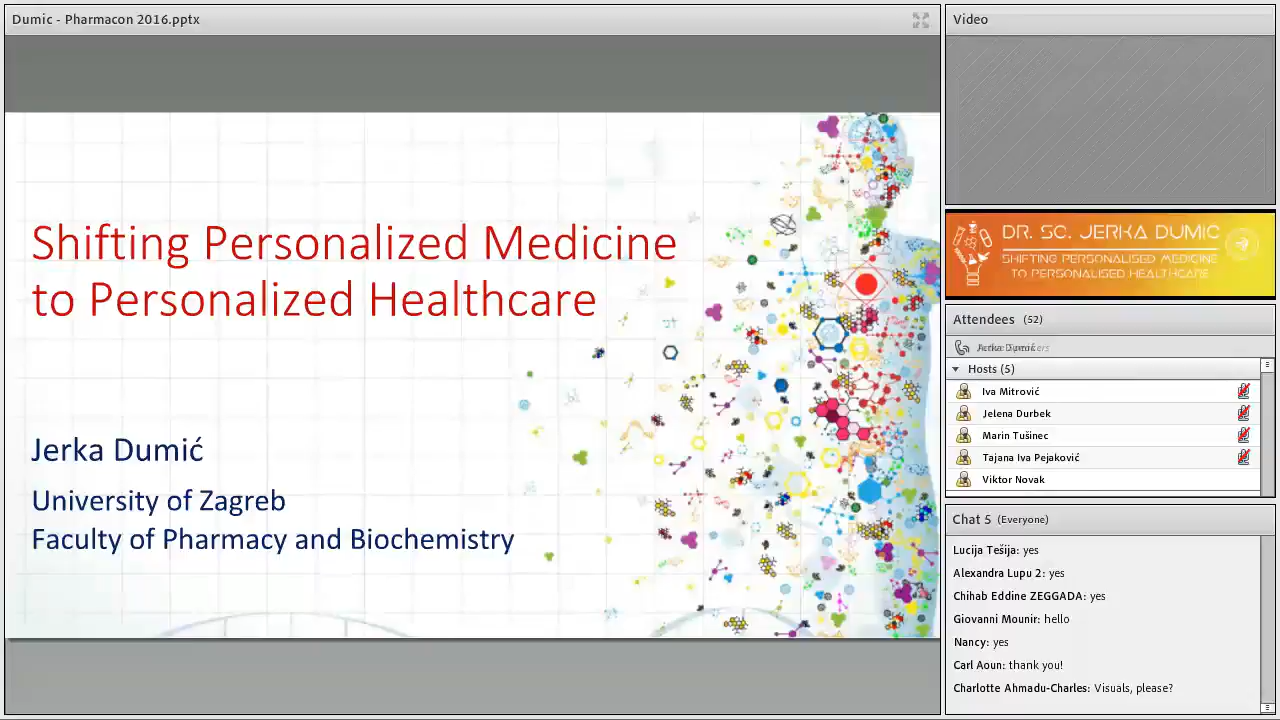 Dumic - Pharmacon 2016.pptx
Shifting Personalized Medicine
to Personalized Healthcare
Jerka Dumić
University of Zagreb
Faculty of Pharmacy and Biochemistry
Video
DR. SC. JERKA DUMIC
SHIFTING PERSONALISED MEDICINE
TO PERSONALISED HEALTHCARE
Attendees (52)
Hosts (5)
Iva Mitrović
Jelena Durbek
Marin Tušinec
Tajana Iva Pejaković
Viktor Novak
Chat 5 (Everyone)
Lucija Tešija: yes
Alexandra Lupu 2: yes
Chihab Eddine ZEGGADA: yes
Giovanni Mounir: hello
Nancy: yes
Carl Aoun: thank you!
Charlotte Ahmadu-Charles: Visuals, please?